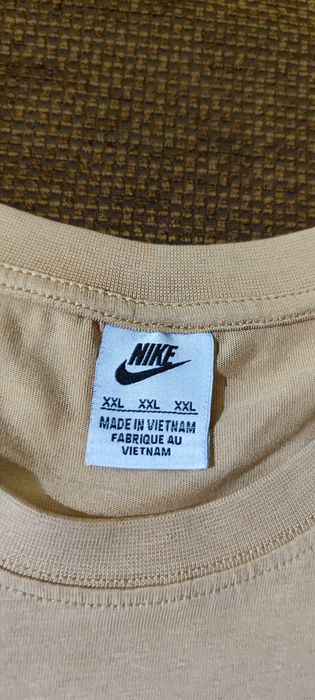 NIKE
XXL XXL XXL
MADE IN VIETNAM
FABRIQUE AU
VIETNAM